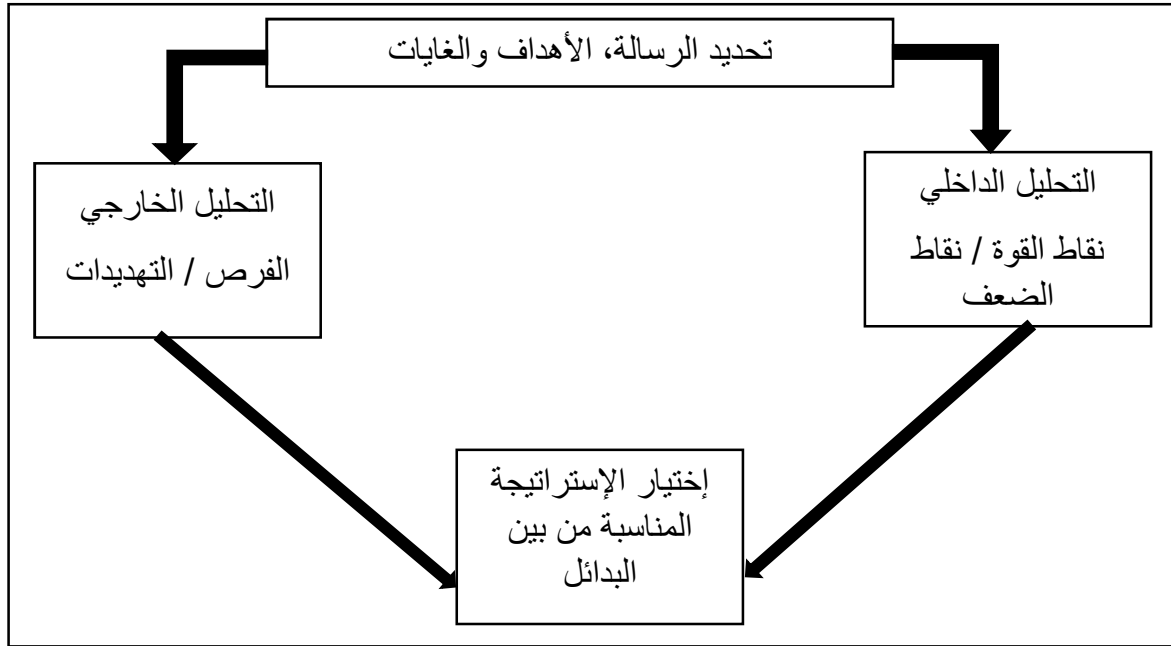 تحديد الرسالة، الأهداف والغايات
التحليل الداخلي
نقاط القوة / نقاط
الضعف
التحليل الخارجي
الفرص / التهديدات
إختيار الإستراتيجة
المناسبة من بين
البدائل